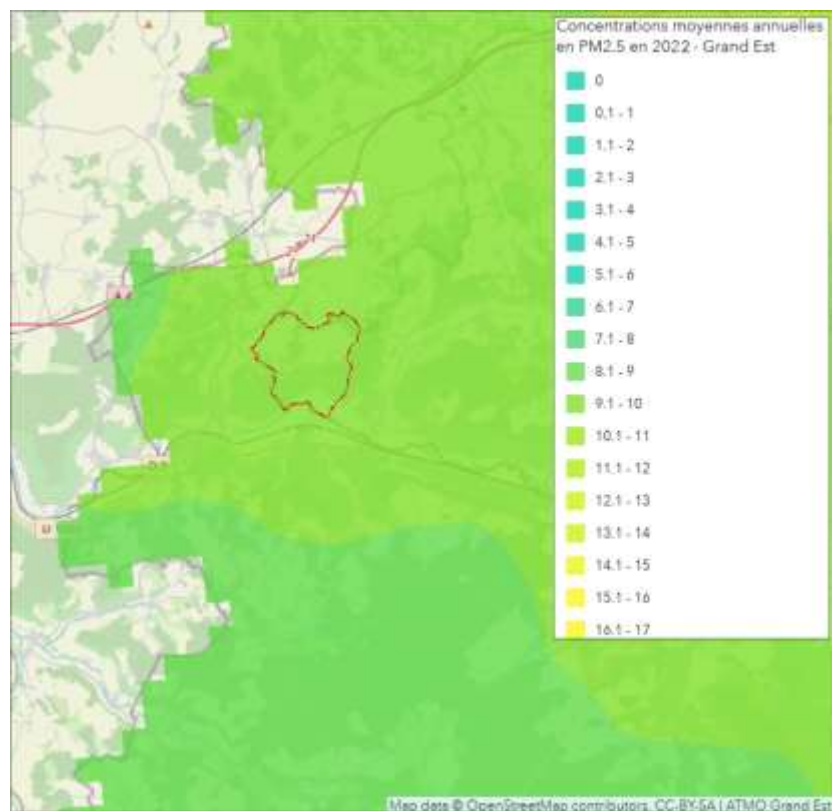 Concentrations moyennes annuelles
en PM2.5 en 2022 - Grand Est
0
0.1 - 1
1.1 - 2
2.1 - 3
3.1 - 4
4.1 - 5
5.1 - 6
6.1 - 7
7.1 - 8
8.1 - 9
9.1 - 10
10.1 - 11
11.1 - 12
12.1 - 13
13.1 - 14
14.1 - 15
15.1 - 16
16.1 - 17
Map data © OpenStreetMap contributors, CC-BY-SA | ATMO Grand Est